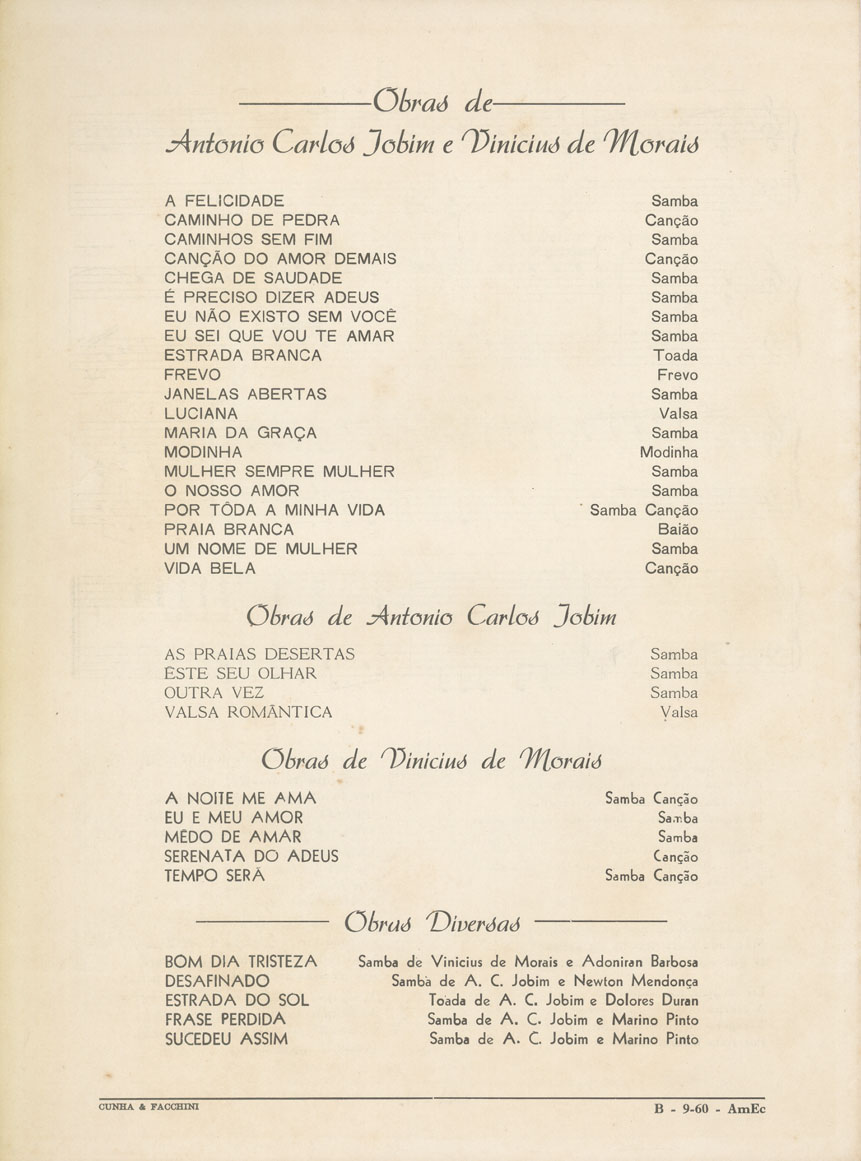 Obras de
Antonio Carlos Jobim e Vinicius de Morais
A FELICIDADE Samba
CAMINHO DE PEDRA Canção
CAMINHOS SEM FIM Samba
CANÇÃO DO AMOR DEMAIS Canção
CHEGA DE SAUDADE Samba
É PRECISO DIZER ADEUS Samba
EU NÃO EXISTO SEM VOCÊ Samba
EU SEI QUE VOU TE AMAR Samba
ESTRADA BRANCA Toada
FREVO Frevo
JANELAS ABERTAS Samba
LUCIANA Valsa
MARIA DA GRAÇA Samba
MODINHA Modinha
MULHER SEMPRE MULHER Samba
O NOSSO AMOR Samba
POR TÔDA A MINHA VIDA Samba Canção
PRAIA BRANCA Baião
UM NOME DE MULHER Samba
VIDA BELA Canção
Obras de Antonio Carlos Jobim
AS PRAIAS DESERTAS Samba
ÊSTE SEU OLHAR Samba
OUTRA VEZ Samba
VALSA ROMÂNTICA Valsa
Obras de Vinicius de Morais
A NOITE ME AMA Samba Canção
EU E MEU AMOR Samba
MÊDO DE AMAR Samba
SERENATA DO ADEUS Canção
TEMPO SERÁ Samba Canção
Obras Diversas
BOM DIA TRISTEZA Samba de Vinicius de Morais e Adoniran Barbosa
DESAFINADO Samba de A. C. Jobim e Newton Mendonça
ESTRADA DO SOL Toada de A. C. Jobim e Dolores Duran
FRASE PERDIDA Samba de A. C. Jobim e Marino Pinto
SUCEDEU ASSIM Samba de A. C. Jobim e Marino Pinto
CUNHA & FACCHINI B - 9-60 - AmEc